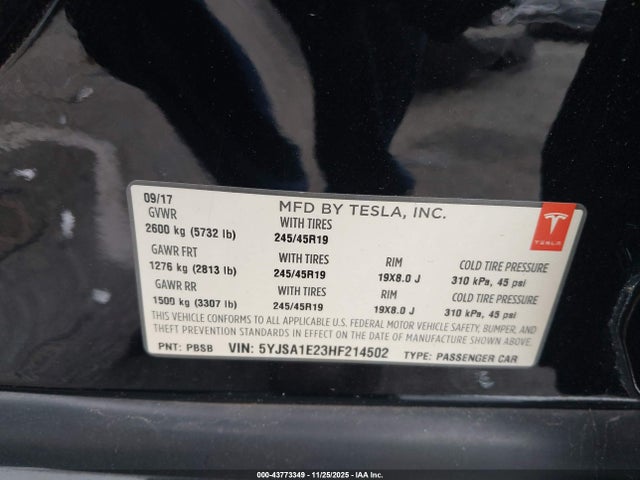 09/17
MFD BY TESLA, INC.
GVWR WITH TIRES
2600 kg (5732 lb) 245/45R19
GAWR FRT WITH TIRES RIM COLD TIRE PRESSURE
1276 kg (2813 lb) 245/45R19 19X8.0 J 310 kPa, 45 psi
GAWR RR WITH TIRES RIM COLD TIRE PRESSURE
1500 kg (3307 lb) 245/45R19 19X8.0 J 310 kPa, 45 psi
THIS VEHICLE CONFORMS TO ALL APPLICABLE U.S. FEDERAL MOTOR VEHICLE SAFETY, BUMPER, AND
THEFT PREVENTION STANDARDS IN EFFECT ON THE DATE OF MANUFACTURE SHOWN ABOVE.
PNT: PBSB VIN: 5YJSA1E23HF214502 TYPE: PASSENGER CAR
TESLA
000-43773349 - 11/25/2025 - IAA Inc.